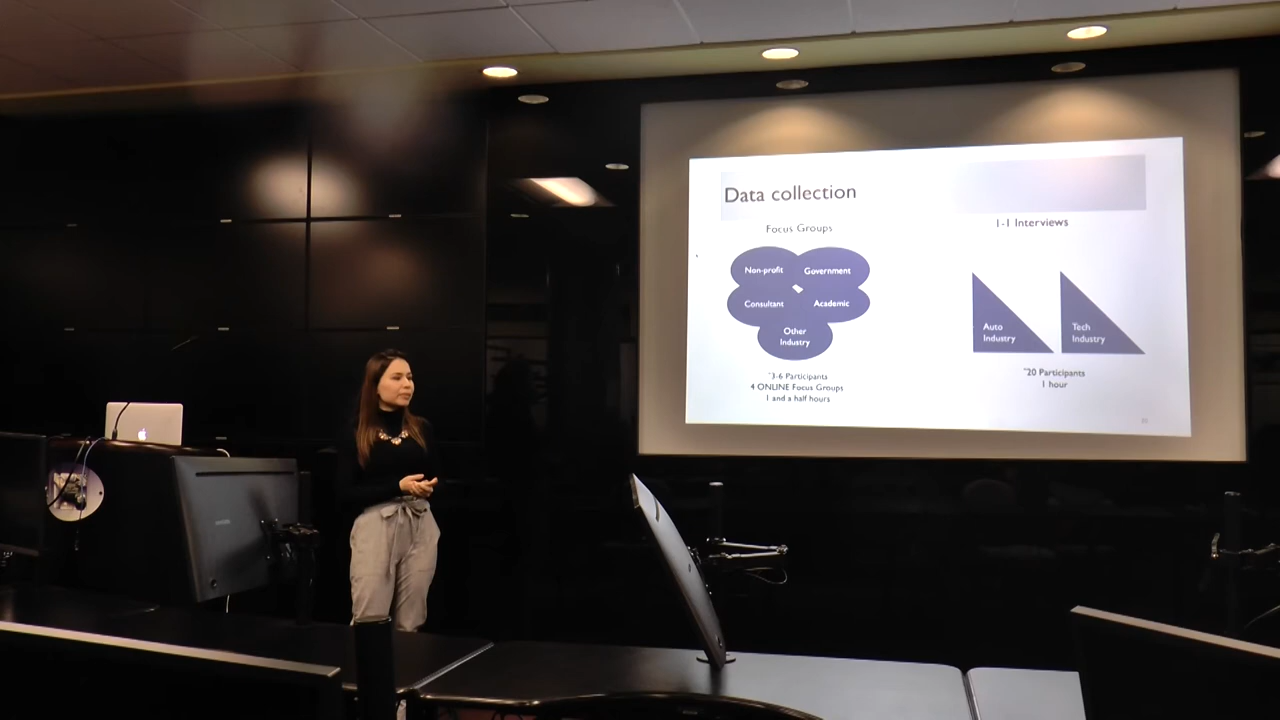 Data collection
Focus Groups
Non-profit
Government
Consultant
Academic
Other
Industry
~3-6 Participants
4 ONLINE Focus Groups
1 and a half hours
1-1 Interviews
Auto
Industry
Tech
Industry
~20 Participants
1 hour